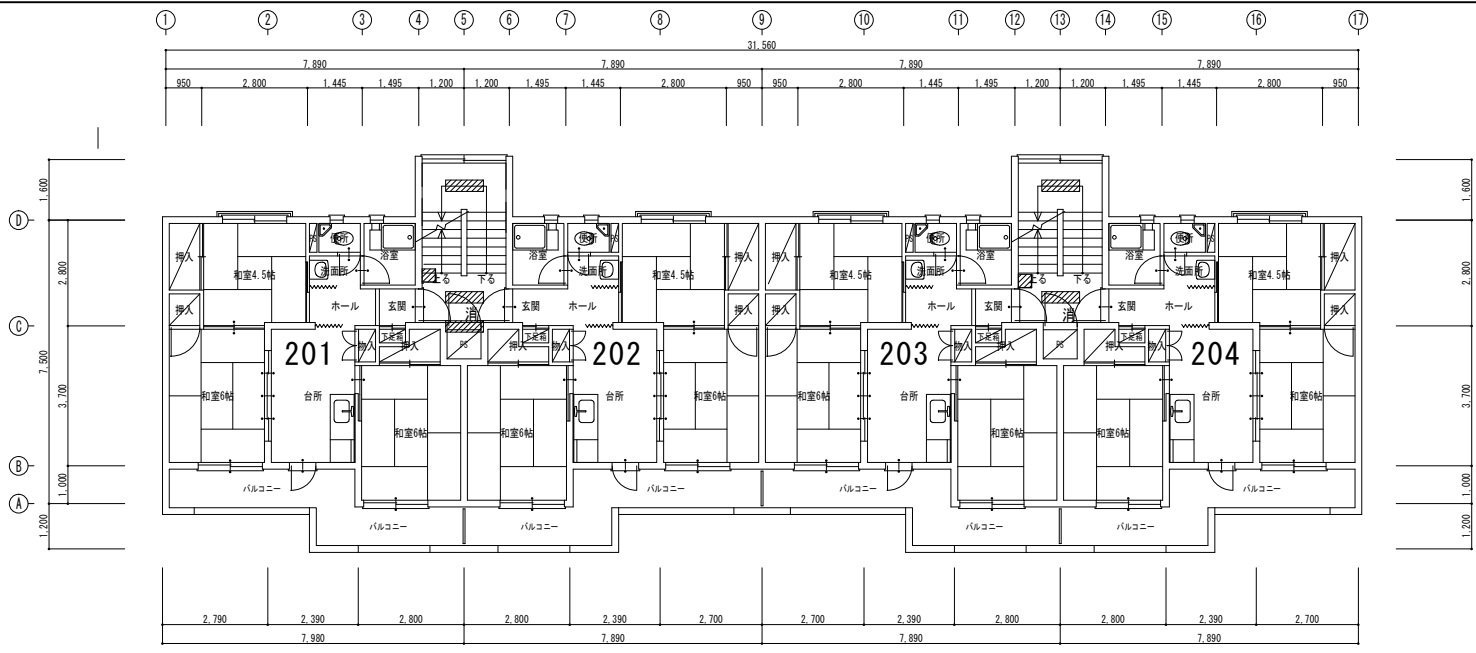 1 2 3 4 5 6 7 8 9 10 11 12 13 14 15 16 17
31,560
7,890 7,890 7,890 7,890
950 2,800 1,445 1,495 1,200 1,200 1,495 1,445 2,800 950 950 2,800 1,445 1,495 1,200 1,200 1,495 1,445 2,800 950
1,600 1,600
D D
PS 便所 便所 PS PS 便所 便所 PS
押入 浴室 浴室 押入 押入 浴室 浴室 押入
和室4.5帖 洗面所 上る 下る 洗面所 和室4.5帖 和室4.5帖 洗面所 上る 下る 洗面所 和室4.5帖
2,800 2,800
押入 ホール 玄関 消 玄関 ホール 押入 押入 ホール 玄関 消 玄関 ホール 押入
C C
下足箱 下足箱 下足箱 下足箱
物入 押入 PS 押入 物入 物入 押入 PS 押入 物入
201 202 203 204
7,500
3,700 3,700
和室6帖 台所 台所 和室6帖 和室6帖 台所 台所 和室6帖
和室6帖 和室6帖 和室6帖 和室6帖
B B
バルコニー バルコニー バルコニー バルコニー
1,000 1,000
A A
バルコニー バルコニー バルコニー バルコニー
1,200 1,200
2,790 2,390 2,800 2,800 2,390 2,700 2,700 2,390 2,800 2,800 2,390 2,700
7,980 7,890 7,890 7,890